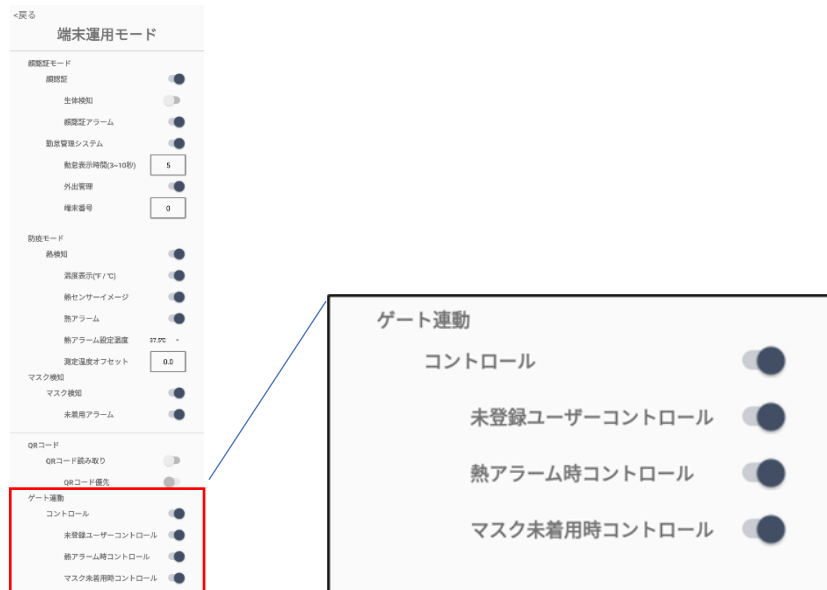 <戻る
端末運用モード
顔認証モード
顔認証
生体検知
顔認証アラーム
勤怠管理システム
勤怠表示時間(3~10秒) 5
外出管理
端末番号 0
防疫モード
熱検知
温度表示(°F / ℃)
熱センサーイメージ
熱アラーム
熱アラーム設定温度 37.5℃
測定温度オフセット 0.0
マスク検知
マスク検知
未着用アラーム
QRコード
QRコード読み取り
QRコード優先
ゲート連動
コントロール
未登録ユーザーコントロール
熱アラーム時コントロール
マスク未着用時コントロール
ゲート連動
コントロール
未登録ユーザーコントロール
熱アラーム時コントロール
マスク未着用時コントロール